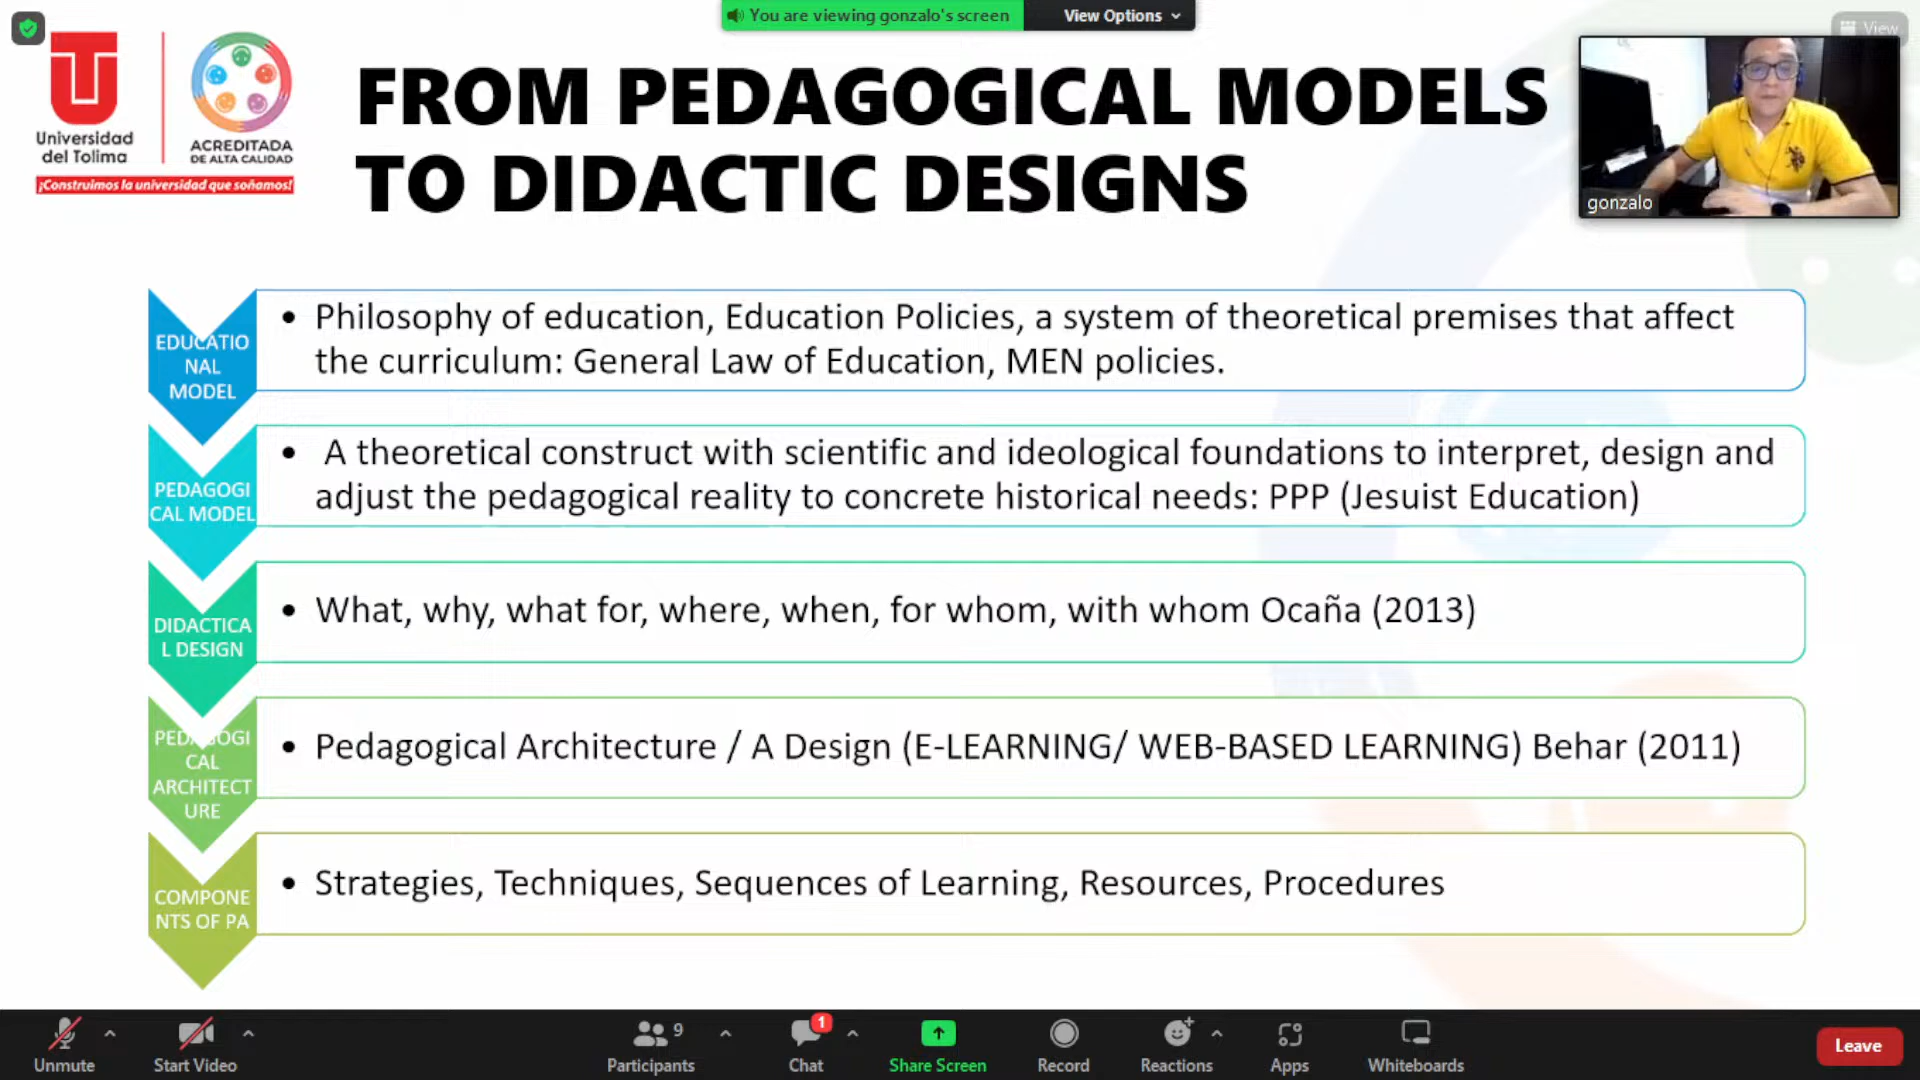 You are viewing gonzalo's screen
View Options
View
Universidad
del Tolima
ACREDITADA
DE ALTA CALIDAD
¡Construimos la universidad que soñamos!
FROM PEDAGOGICAL MODELS
TO DIDACTIC DESIGNS
gonzalo
EDUCATIO
NAL
MODEL
• Philosophy of education, Education Policies, a system of theoretical premises that affect
the curriculum: General Law of Education, MEN policies.
PEDAGOGI
CAL MODEL
• A theoretical construct with scientific and ideological foundations to interpret, design and
adjust the pedagogical reality to concrete historical needs: PPP (Jesuist Education)
DIDACTICA
L DESIGN
• What, why, what for, where, when, for whom, with whom Ocaña (2013)
PEDAGOGI
CAL
ARCHITECT
URE
• Pedagogical Architecture / A Design (E-LEARNING/ WEB-BASED LEARNING) Behar (2011)
COMPONE
NTS OF PA
• Strategies, Techniques, Sequences of Learning, Resources, Procedures
Unmute
Start Video
9
Participants
1
Chat
Share Screen
Record
Reactions
Apps
Whiteboards
Leave